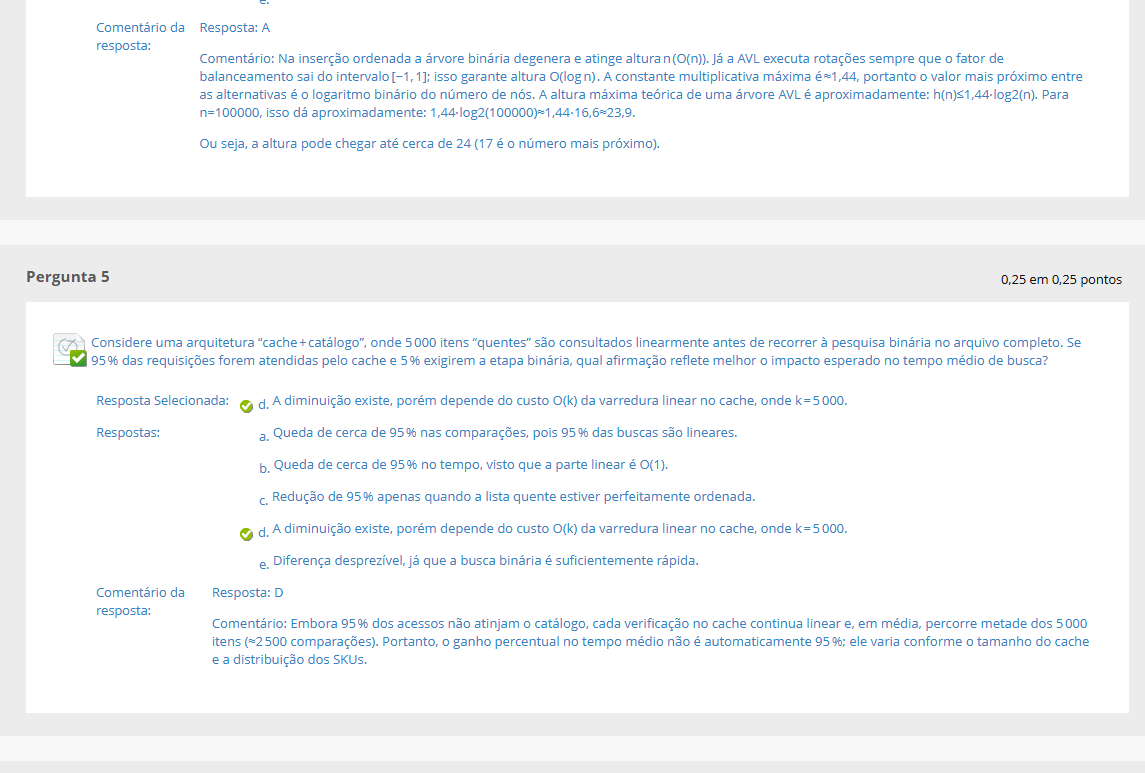 e.
Comentário da Resposta: A
resposta:
Comentário: Na inserção ordenada a árvore binária degenera e atinge altura n (O(n)). Já a AVL executa rotações sempre que o fator de
balanceamento sai do intervalo [−1, 1]; isso garante altura O(log n). A constante multiplicativa máxima é ≈1,44, portanto o valor mais próximo entre
as alternativas é o logaritmo binário do número de nós. A altura máxima teórica de uma árvore AVL é aproximadamente: h(n)≤1,44⋅log2(n). Para
n=100000, isso dá aproximadamente: 1,44⋅log2(100000)≈1,44⋅16,6≈23,9.
Ou seja, a altura pode chegar até cerca de 24 (17 é o número mais próximo).
Pergunta 5
0,25 em 0,25 pontos
Considere uma arquitetura “cache + catálogo”, onde 5 000 itens “quentes” são consultados linearmente antes de recorrer à pesquisa binária no arquivo completo. Se
95 % das requisições forem atendidas pelo cache e 5 % exigirem a etapa binária, qual afirmação reflete melhor o impacto esperado no tempo médio de busca?
Resposta Selecionada: d. A diminuição existe, porém depende do custo O(k) da varredura linear no cache, onde k = 5 000.
Respostas: a. Queda de cerca de 95 % nas comparações, pois 95 % das buscas são lineares.
b. Queda de cerca de 95 % no tempo, visto que a parte linear é O(1).
c. Redução de 95 % apenas quando a lista quente estiver perfeitamente ordenada.
d. A diminuição existe, porém depende do custo O(k) da varredura linear no cache, onde k = 5 000.
e. Diferença desprezível, já que a busca binária é suficientemente rápida.
Comentário da Resposta: D
resposta:
Comentário: Embora 95 % dos acessos não atinjam o catálogo, cada verificação no cache continua linear e, em média, percorre metade dos 5 000
itens (≈2 500 comparações). Portanto, o ganho percentual no tempo médio não é automaticamente 95 %; ele varia conforme o tamanho do cache
e a distribuição dos SKUs.